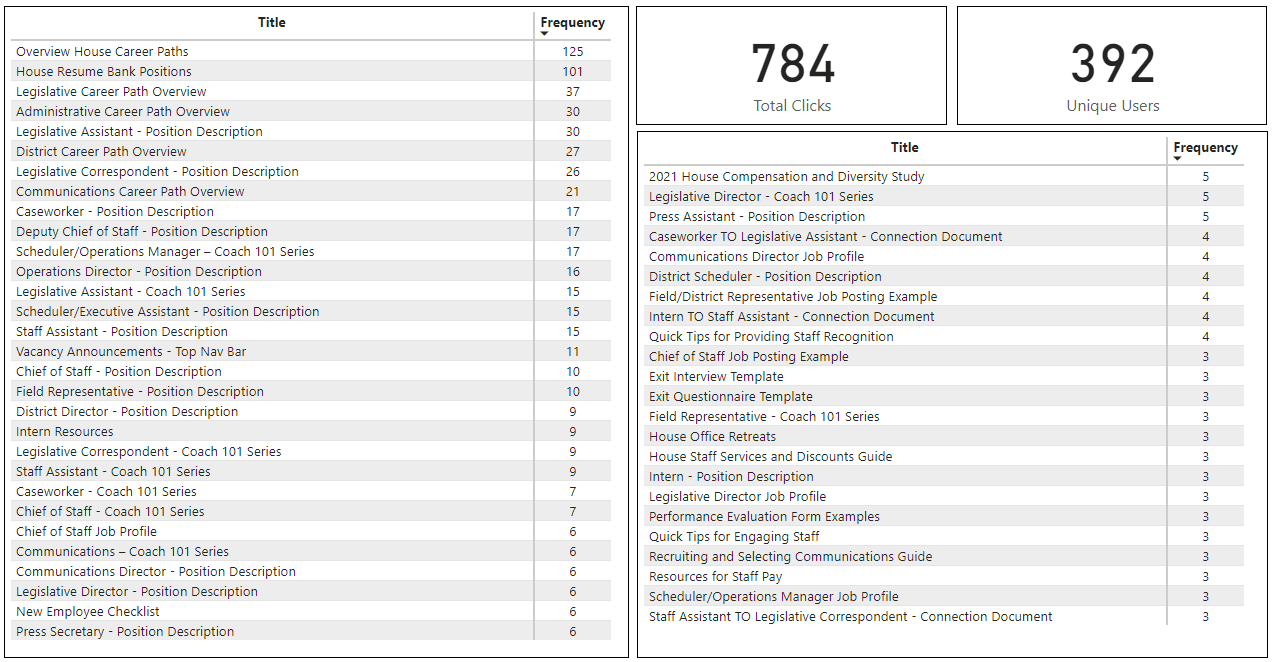 Title Frequency
Overview House Career Paths 125
House Resume Bank Positions 101
Legislative Career Path Overview 37
Administrative Career Path Overview 30
Legislative Assistant - Position Description 30
District Career Path Overview 27
Legislative Correspondent - Position Description 26
Communications Career Path Overview 21
Caseworker - Position Description 17
Deputy Chief of Staff - Position Description 17
Scheduler/Operations Manager – Coach 101 Series 17
Operations Director - Position Description 16
Legislative Assistant - Coach 101 Series 15
Scheduler/Executive Assistant - Position Description 15
Staff Assistant - Position Description 15
Vacancy Announcements - Top Nav Bar 11
Chief of Staff - Position Description 10
Field Representative - Position Description 10
District Director - Position Description 9
Intern Resources 9
Legislative Correspondent - Coach 101 Series 9
Staff Assistant - Coach 101 Series 9
Caseworker - Coach 101 Series 7
Chief of Staff - Coach 101 Series 7
Chief of Staff Job Profile 6
Communications – Coach 101 Series 6
Communications Director - Position Description 6
Legislative Director - Position Description 6
New Employee Checklist 6
Press Secretary - Position Description 6
784
Total Clicks
392
Unique Users
Title Frequency
2021 House Compensation and Diversity Study 5
Legislative Director - Coach 101 Series 5
Press Assistant - Position Description 5
Caseworker TO Legislative Assistant - Connection Document 4
Communications Director Job Profile 4
District Scheduler - Position Description 4
Field/District Representative Job Posting Example 4
Intern TO Staff Assistant - Connection Document 4
Quick Tips for Providing Staff Recognition 4
Chief of Staff Job Posting Example 3
Exit Interview Template 3
Exit Questionnaire Template 3
Field Representative - Coach 101 Series 3
House Office Retreats 3
House Staff Services and Discounts Guide 3
Intern - Position Description 3
Legislative Director Job Profile 3
Performance Evaluation Form Examples 3
Quick Tips for Engaging Staff 3
Recruiting and Selecting Communications Guide 3
Resources for Staff Pay 3
Scheduler/Operations Manager Job Profile 3
Staff Assistant TO Legislative Correspondent - Connection Document 3